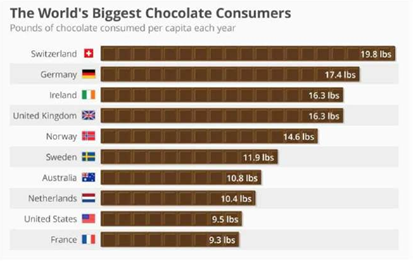 The World's Biggest Chocolate Consumers
Pounds of chocolate consumed per capita each year
Switzerland 19.8 lbs
Germany 17.4 lbs
Ireland 16.3 lbs
United Kingdom 16.3 lbs
Norway 14.6 lbs
Sweden 11.9 lbs
Australia 10.8 lbs
Netherlands 10.4 lbs
United States 9.5 lbs
France 9.3 lbs